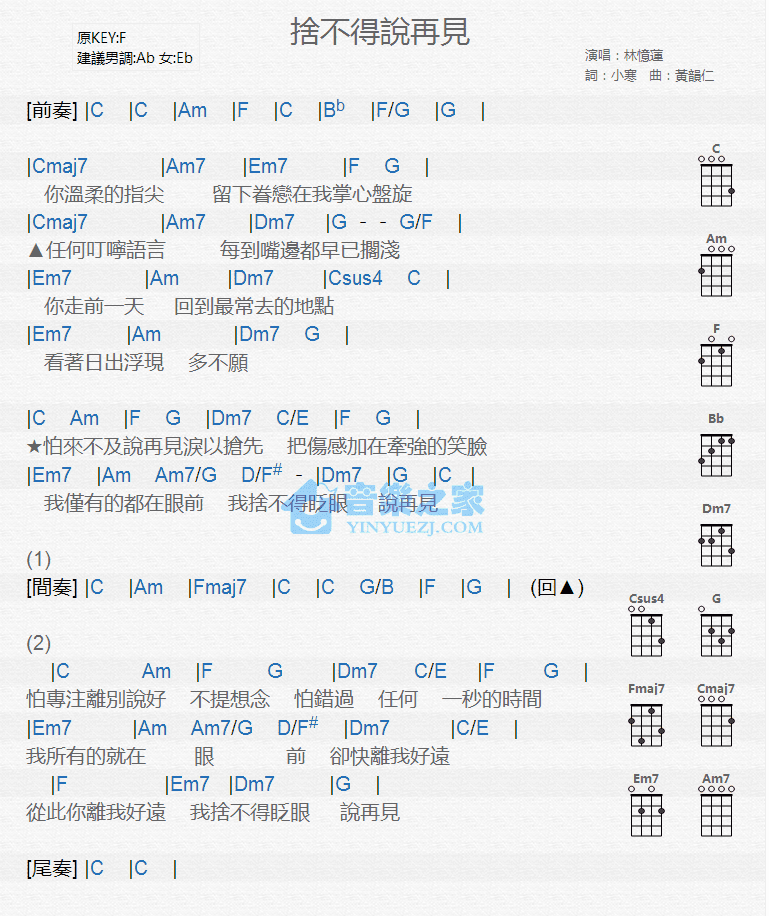 捨不得說再見
原KEY:F
建議男調:Ab 女:Eb
演唱：林憶蓮
詞：小寒　曲：黃韻仁
[前奏] |C |C |Am |F |C |Bb |F/G |G |
|Cmaj7 |Am7 |Em7 |F G |
你溫柔的指尖 留下眷戀在我掌心盤旋
|Cmaj7 |Am7 |Dm7 |G - - G/F |
▲任何叮嚀語言 每到嘴邊都早已擱淺
|Em7 |Am |Dm7 |Csus4 C |
你走前一天 回到最常去的地點
|Em7 |Am |Dm7 G |
看著日出浮現 多不願
|C Am |F G |Dm7 C/E |F G |
★怕來不及說再見淚以搶先 把傷感加在牽強的笑臉
|Em7 |Am Am7/G D/F# - |Dm7 |G |C |
我僅有的都在眼前 我捨不得眨眼 說再見
音樂之家
YINYUEZJ.COM
(1)
[間奏] |C |Am |Fmaj7 |C |C G/B |F |G | (回▲)
(2)
|C Am |F G |Dm7 C/E |F G |
怕專注離別說好 不提想念 怕錯過 任何 一秒的時間
|Em7 |Am Am7/G D/F# |Dm7 |C/E |
我所有的就在 眼 前 卻快離我好遠
|F |Em7 |Dm7 |G |
從此你離我好遠 我捨不得眨眼 說再見
[尾奏] |C |C |
C
Am
F
Bb
Dm7
Csus4 G
Fmaj7 Cmaj7
Em7 Am7